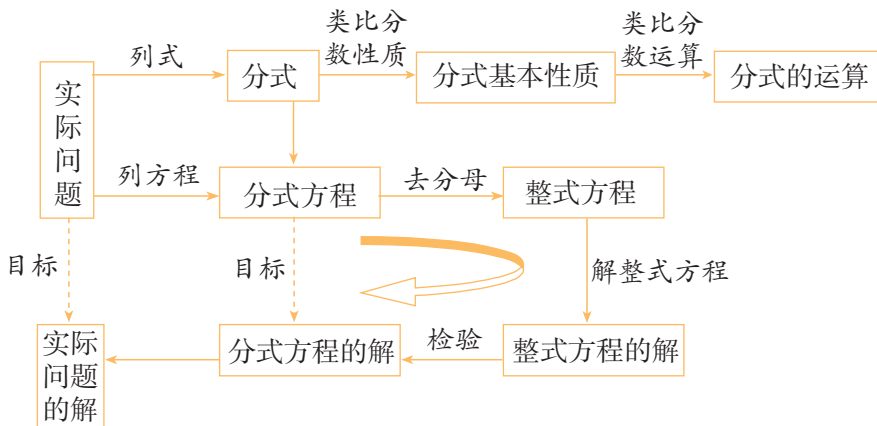 列式
类比分
数性质
类比分
数运算
实
际
问
题
分式
分式基本性质
分式的运算
列方程
分式方程
去分母
整式方程
目标
目标
解整式方程
实际
问题
的解
分式方程的解
检验
整式方程的解